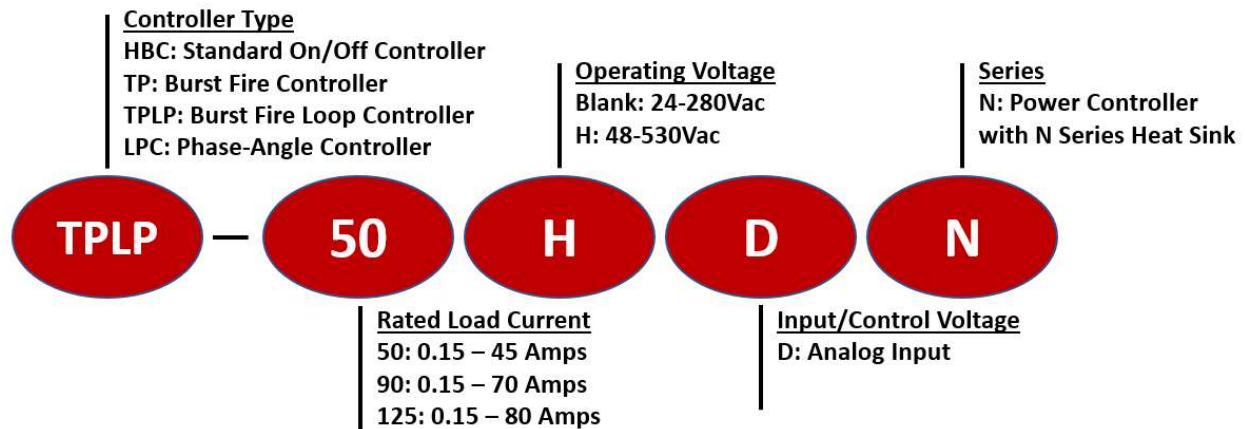 Controller Type
HBC: Standard On/Off Controller
TP: Burst Fire Controller
TPLP: Burst Fire Loop Controller
LPC: Phase-Angle Controller
Operating Voltage
Blank: 24-280Vac
H: 48-530Vac
Series
N: Power Controller
with N Series Heat Sink
TPLP – 50 H D N
Rated Load Current
50: 0.15 – 45 Amps
90: 0.15 – 70 Amps
125: 0.15 – 80 Amps
Input/Control Voltage
D: Analog Input